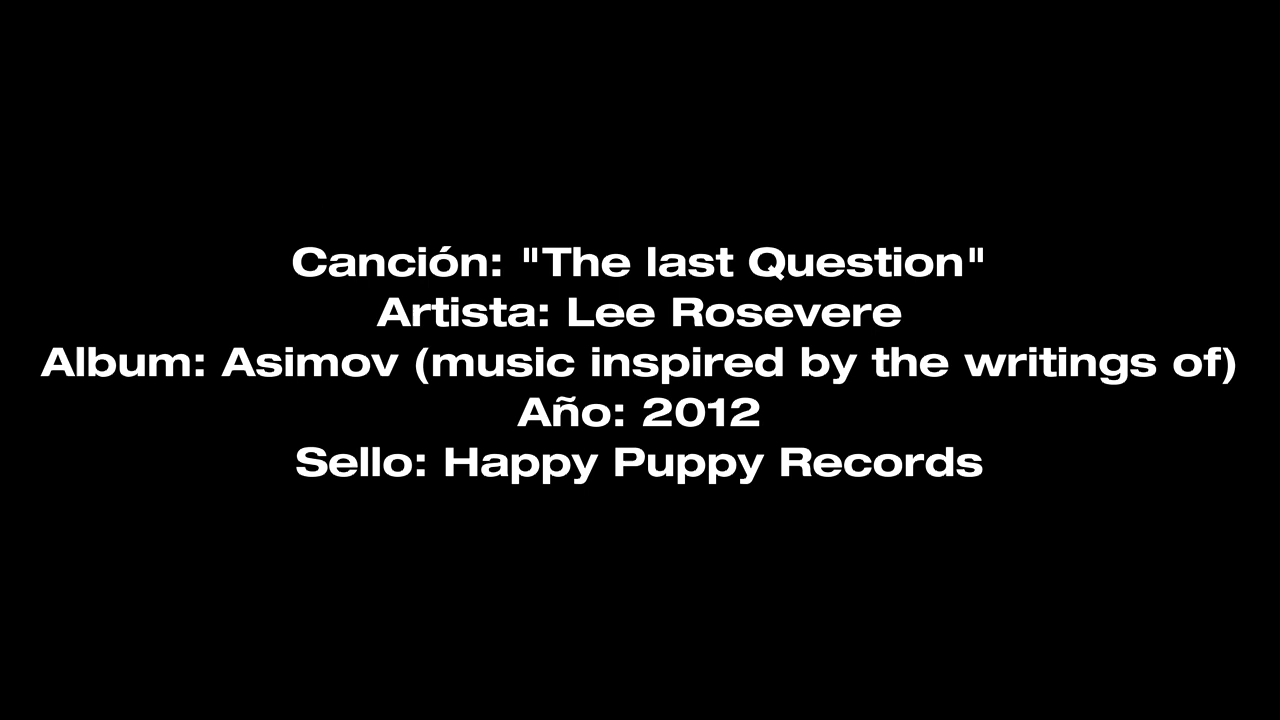 Canción: "The last Question"
Artista: Lee Rosevere
Album: Asimov (music inspired by the writings of)
Año: 2012
Sello: Happy Puppy Records